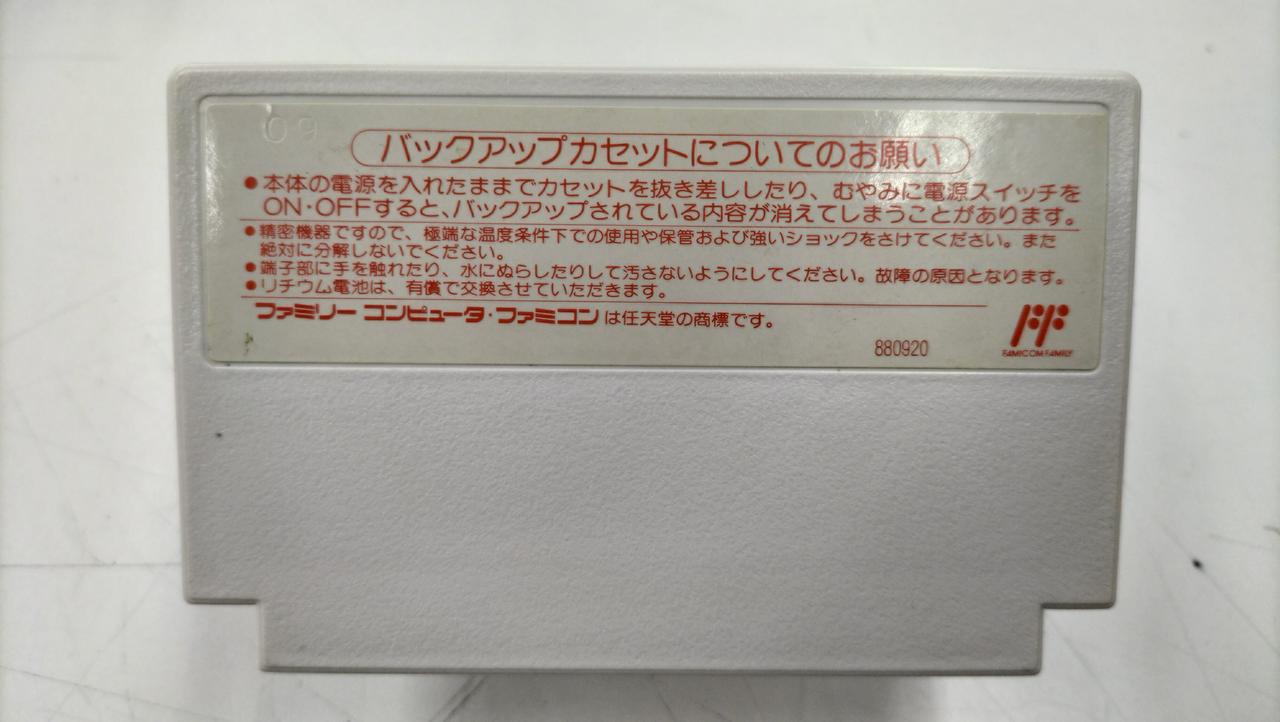 09
バックアップカセットについてのお願い
●本体の電源を入れたままでカセットを抜き差ししたり、むやみに電源スイッチを
ON・OFFすると、バックアップされている内容が消えてしまうことがあります。
●精密機器ですので、極端な温度条件下での使用や保管および強いショックをさけてください。また
絶対に分解しないでください。
●端子部に手を触れたり、水にぬらしたりして汚さないようにしてください。故障の原因となります。
●リチウム電池は、有償で交換させていただきます。
ファミリー コンピュータ・ファミコンは任天堂の商標です。
880920
FF
FAMICOM FAMILY